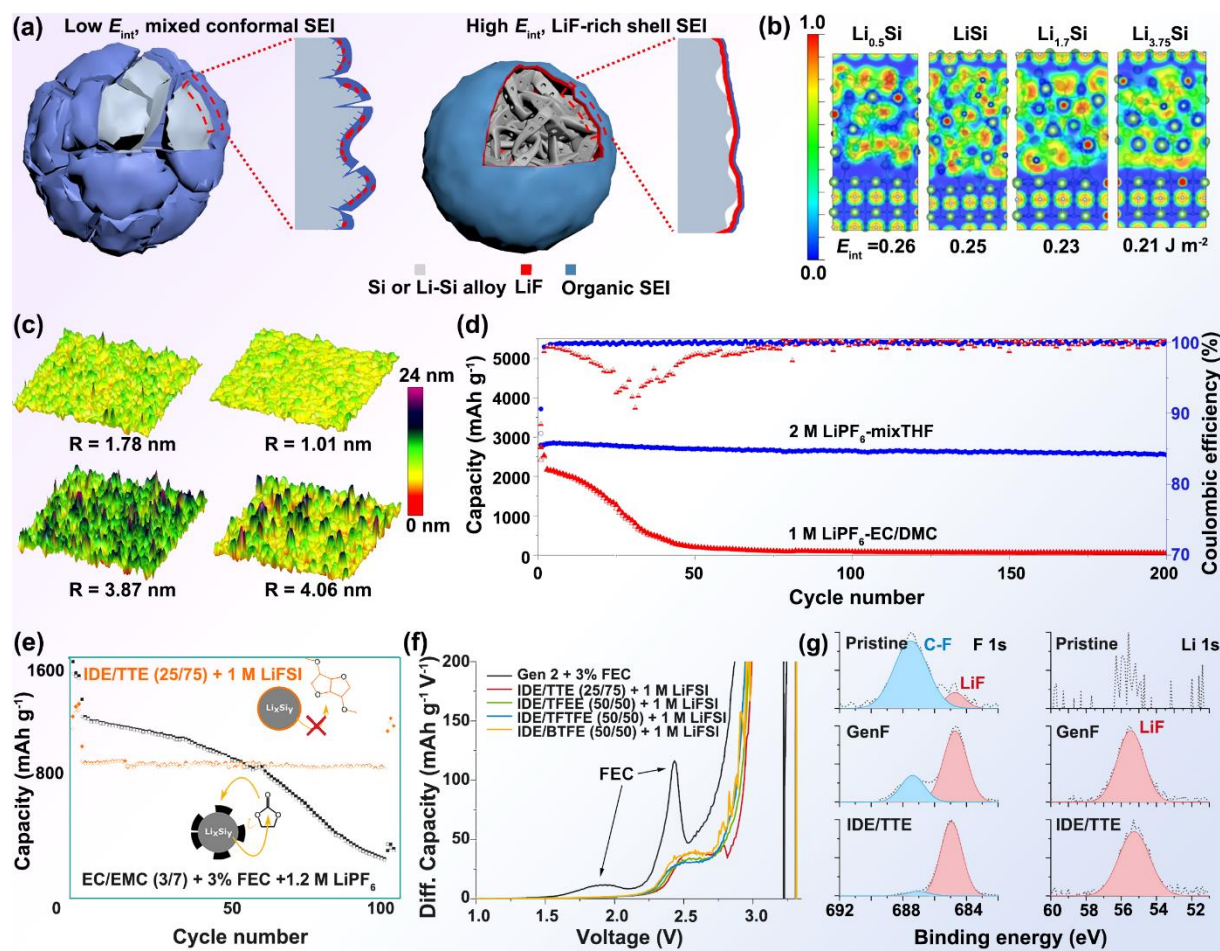 (a)
Low Eint, mixed conformal SEI
High Eint, LiF-rich shell SEI
Si or Li-Si alloy
LiF
Organic SEI
(b)
1.0
0.0
Li0.5Si
LiSi
Li1.7Si
Li3.75Si
Eint =0.26
0.25
0.23
0.21 J m-2
(c)
R = 1.78 nm
R = 1.01 nm
R = 3.87 nm
R = 4.06 nm
24 nm
0 nm
(d)
Capacity (mAh g-1)
5000
4000
3000
2000
1000
0
2 M LiPF6-mixTHF
1 M LiPF6-EC/DMC
100
95
90
85
80
70
Coulombic efficiency (%)
0
50
100
150
200
Cycle number
(e)
Capacity (mAh g-1)
1600
800
0
IDE/TTE (25/75) + 1 M LiFSI
LixSiy
LixSiy
EC/EMC (3/7) + 3% FEC +1.2 M LiPF6
0
50
100
Cycle number
(f)
Diff. Capacity (mAh g-1 V-1)
200
150
100
50
0
Gen 2 + 3% FEC
IDE/TTE (25/75) + 1 M LiFSI
IDE/TFEE (50/50) + 1 M LiFSI
IDE/TFTFE (50/50) + 1 M LiFSI
IDE/BTFE (50/50) + 1 M LiFSI
FEC
1.0
1.5
2.0
2.5
3.0
Voltage (V)
(g)
Pristine
C-F
F 1s
LiF
Pristine
Li 1s
GenF
GenF
LiF
IDE/TTE
IDE/TTE
692
688
684
60
58
56
54
52
Binding energy (eV)